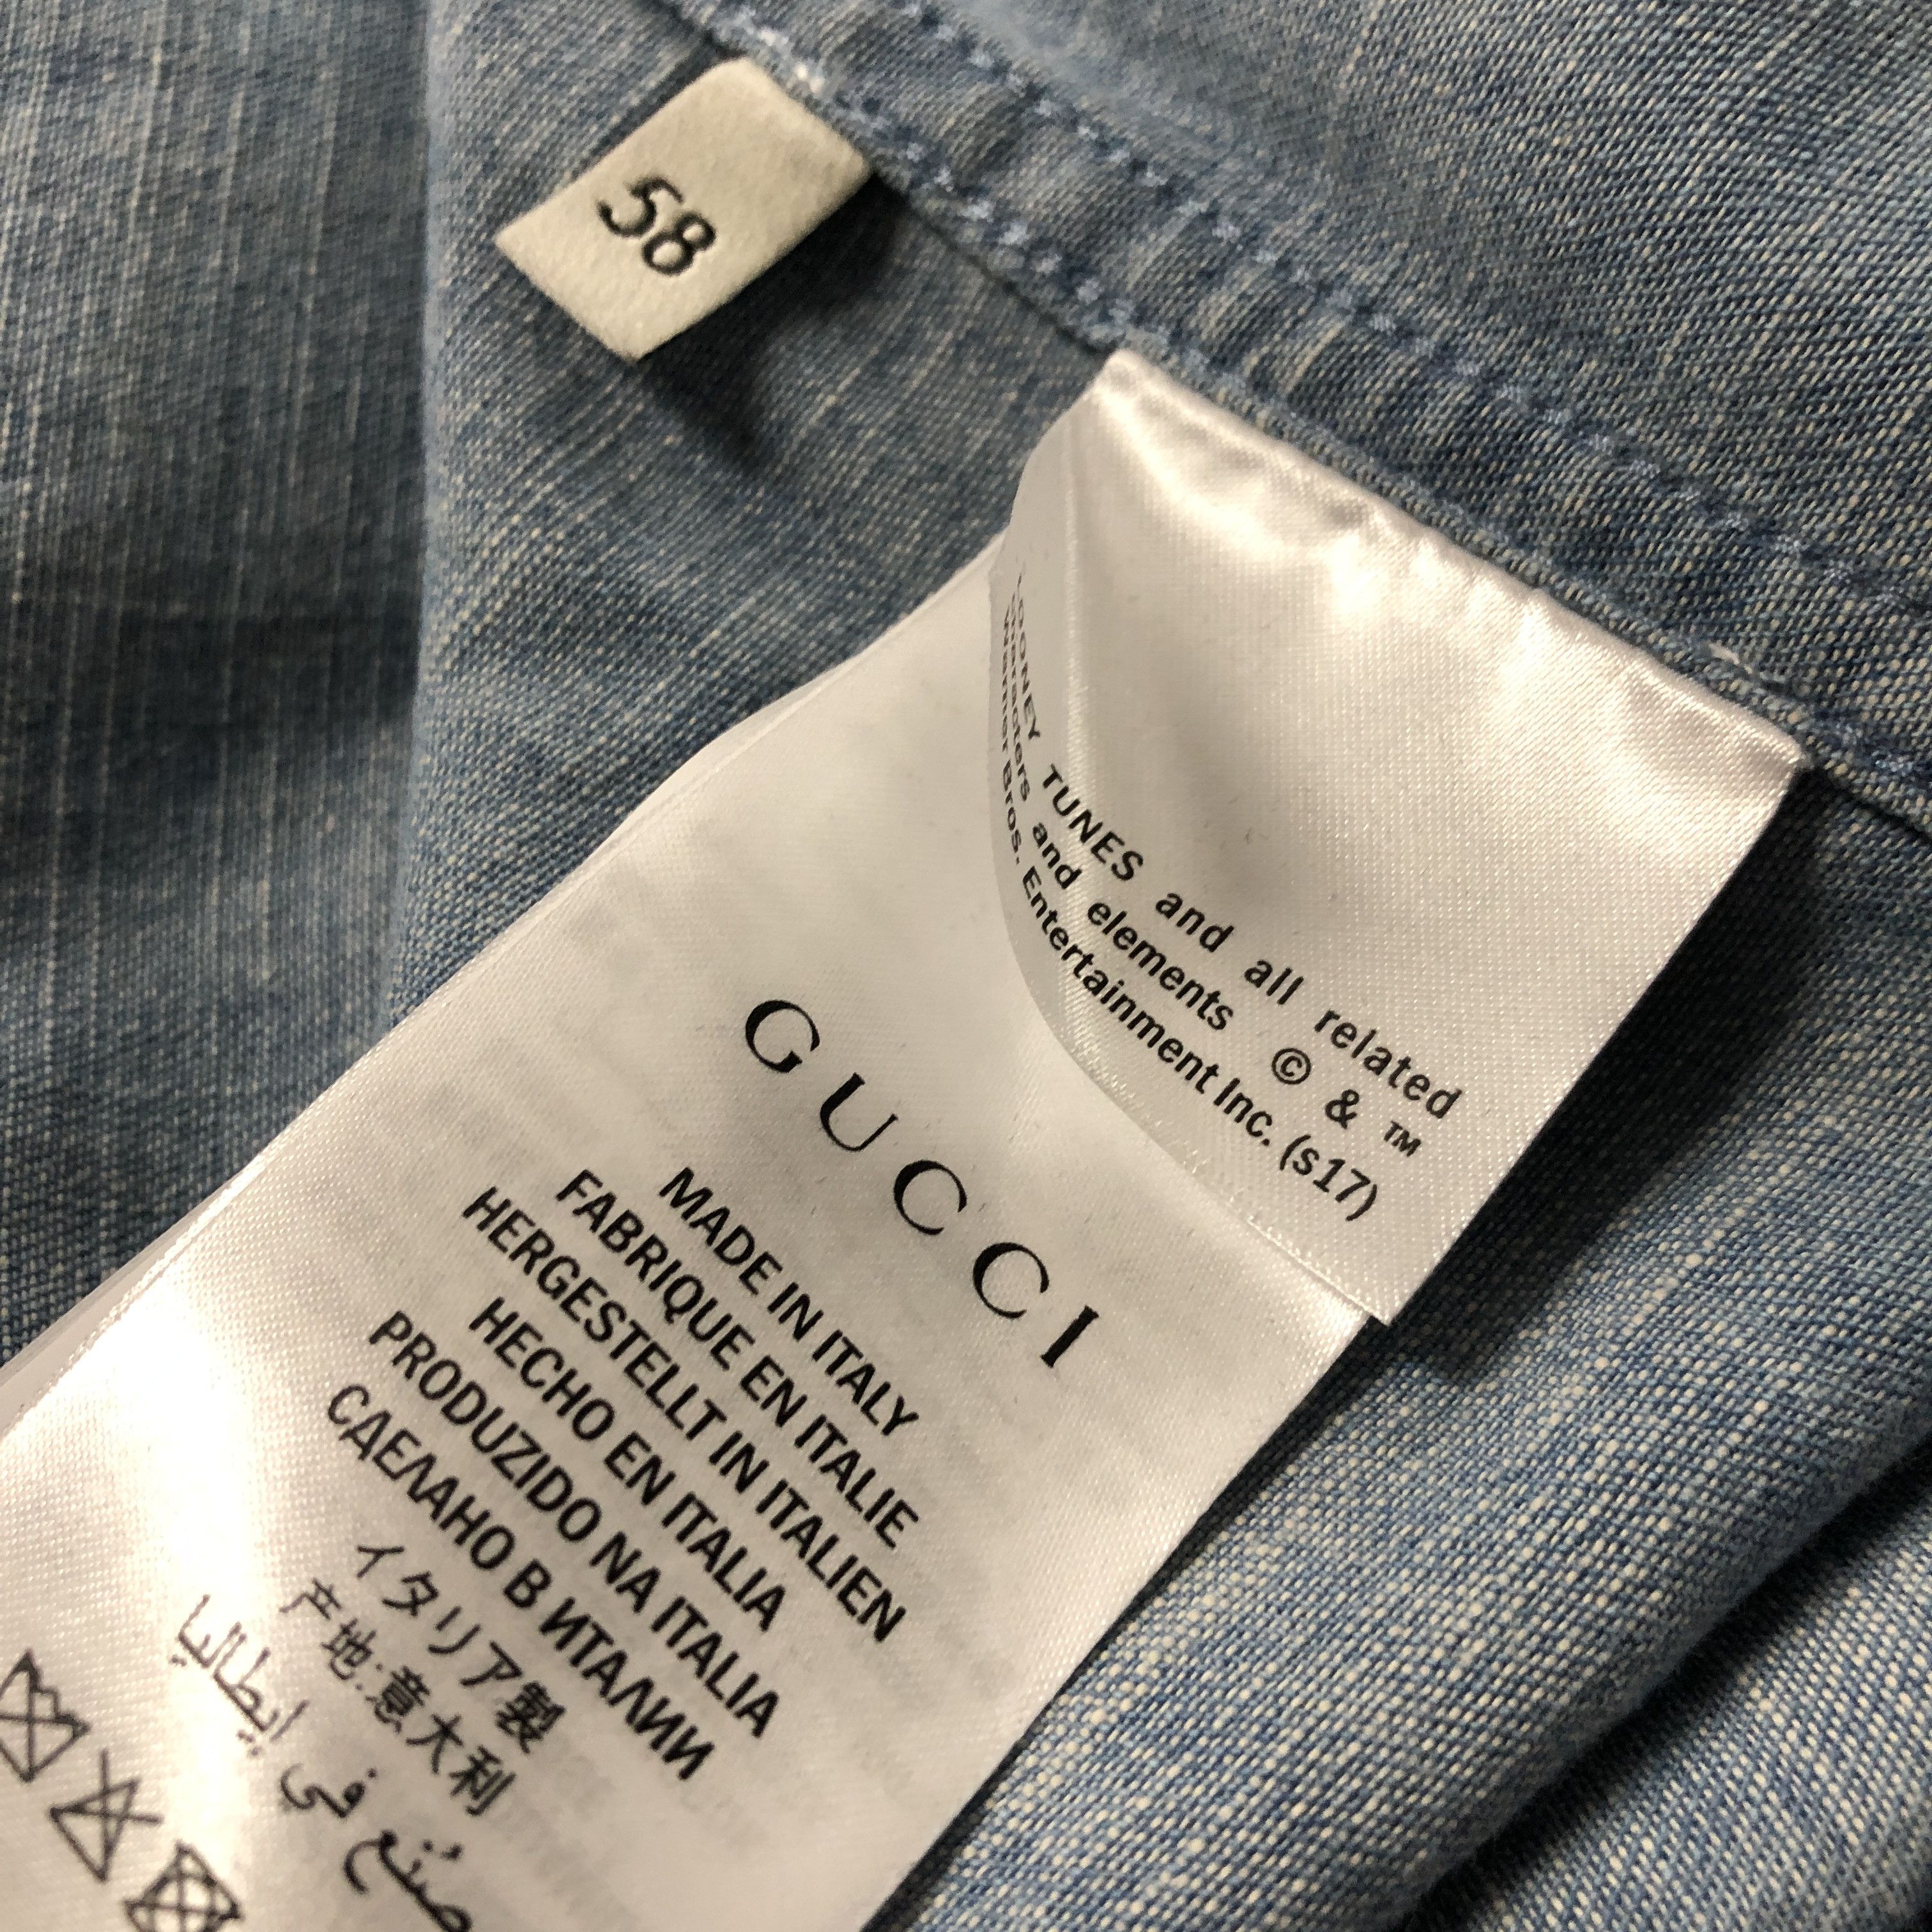 58
LOONEY TUNES and all related
characters and elements © & ™
Warner Bros. Entertainment Inc. (s17)
GUCCI
MADE IN ITALY
FABRIQUE EN ITALIE
HERGESTELLT IN ITALIEN
HECHO EN ITALIA
PRODUZIDO NA ITALIA
СДЕЛАНО В ИТАЛИИ
イタリア製
产地:意大利
صنع في ايطاليا